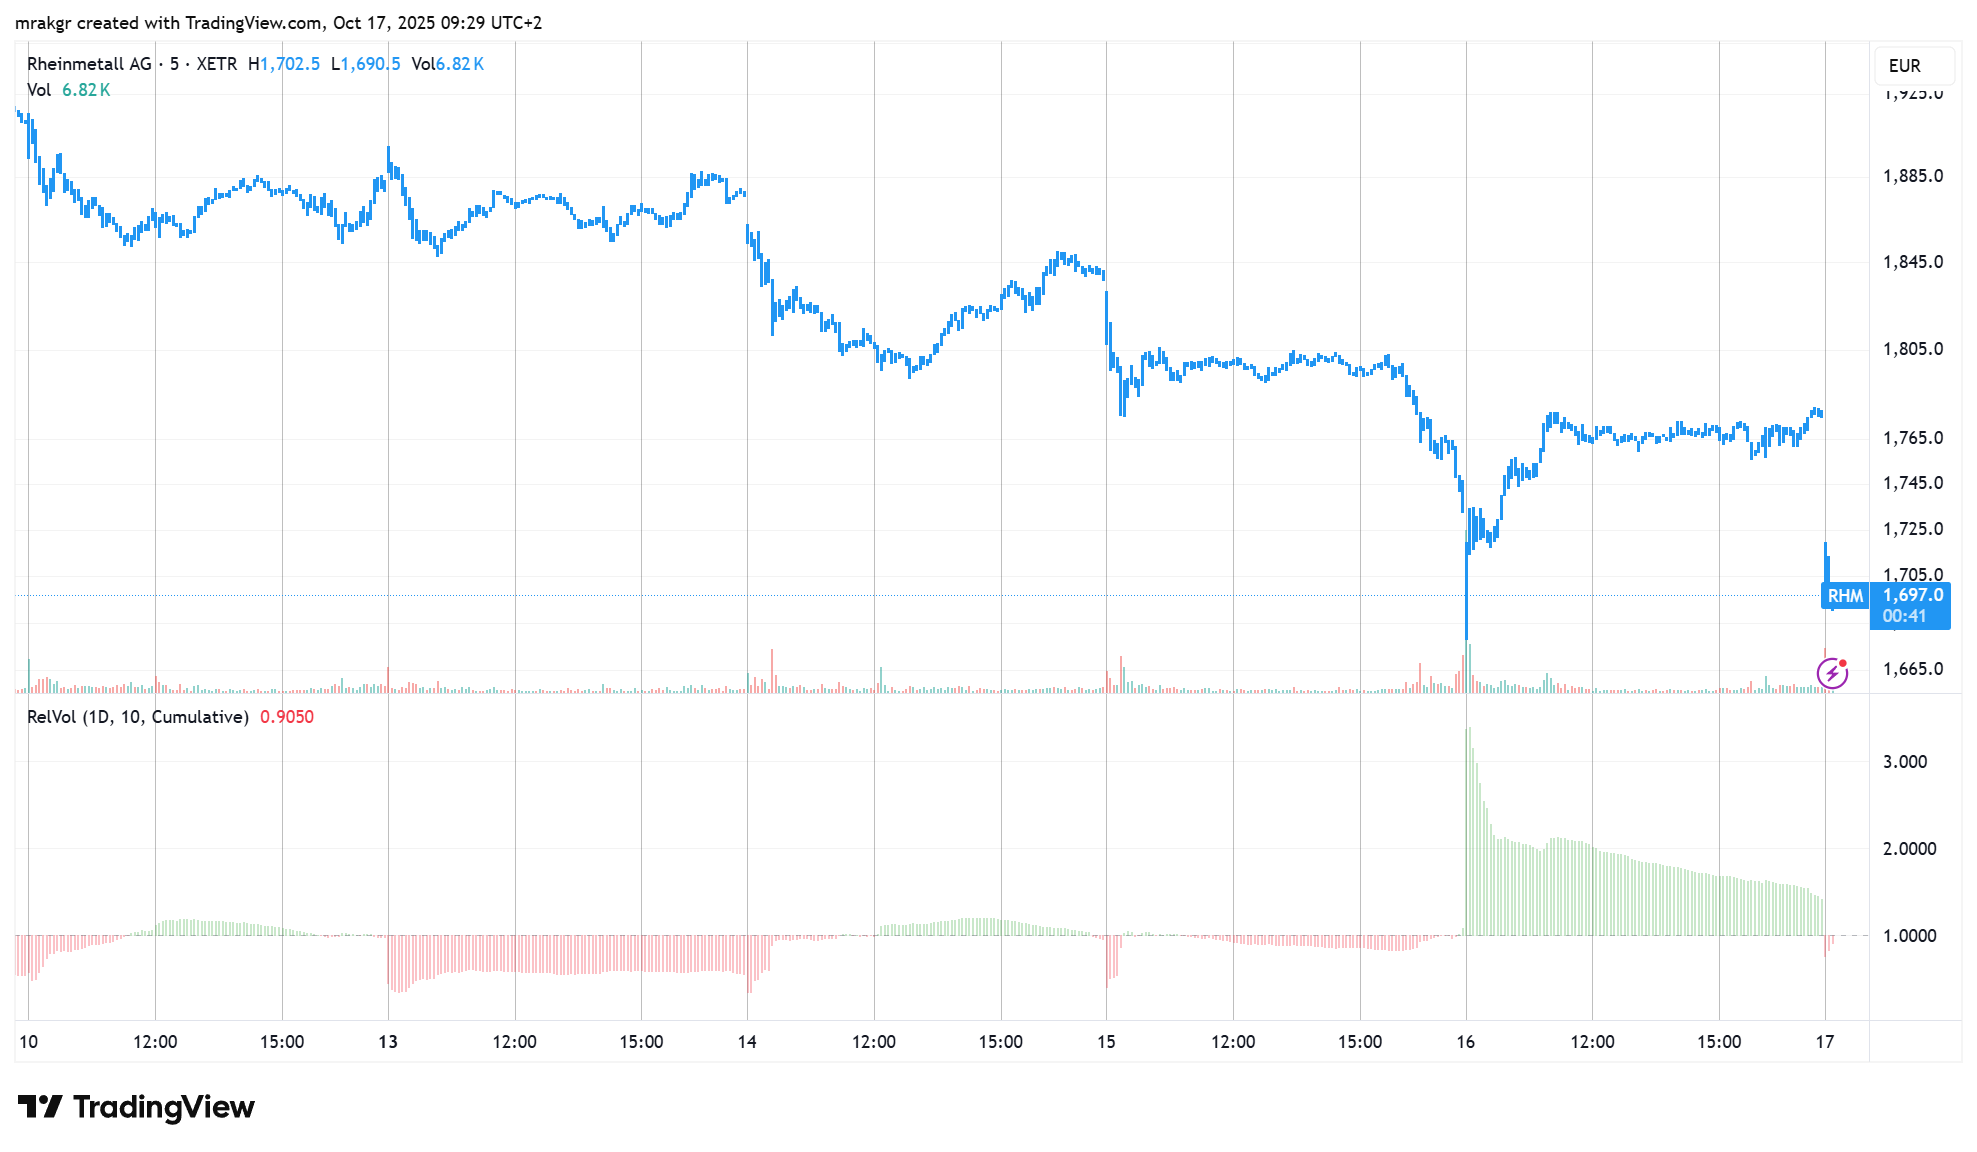 mrakgr created with TradingView.com, Oct 17, 2025 09:29 UTC+2
Rheinmetall AG · 5 · XETR H1,702.5 L1,690.5 Vol6.82 K
Vol 6.82 K
EUR
1,925.0
1,885.0
1,845.0
1,805.0
1,765.0
1,745.0
1,725.0
1,705.0
RHM 1,697.0
00:41
1,665.0
RelVol (1D, 10, Cumulative) 0.9050
3.000
2.0000
1.0000
10 12:00 15:00 13 12:00 15:00 14 12:00 15:00 15 12:00 15:00 16 12:00 15:00 17
TradingView